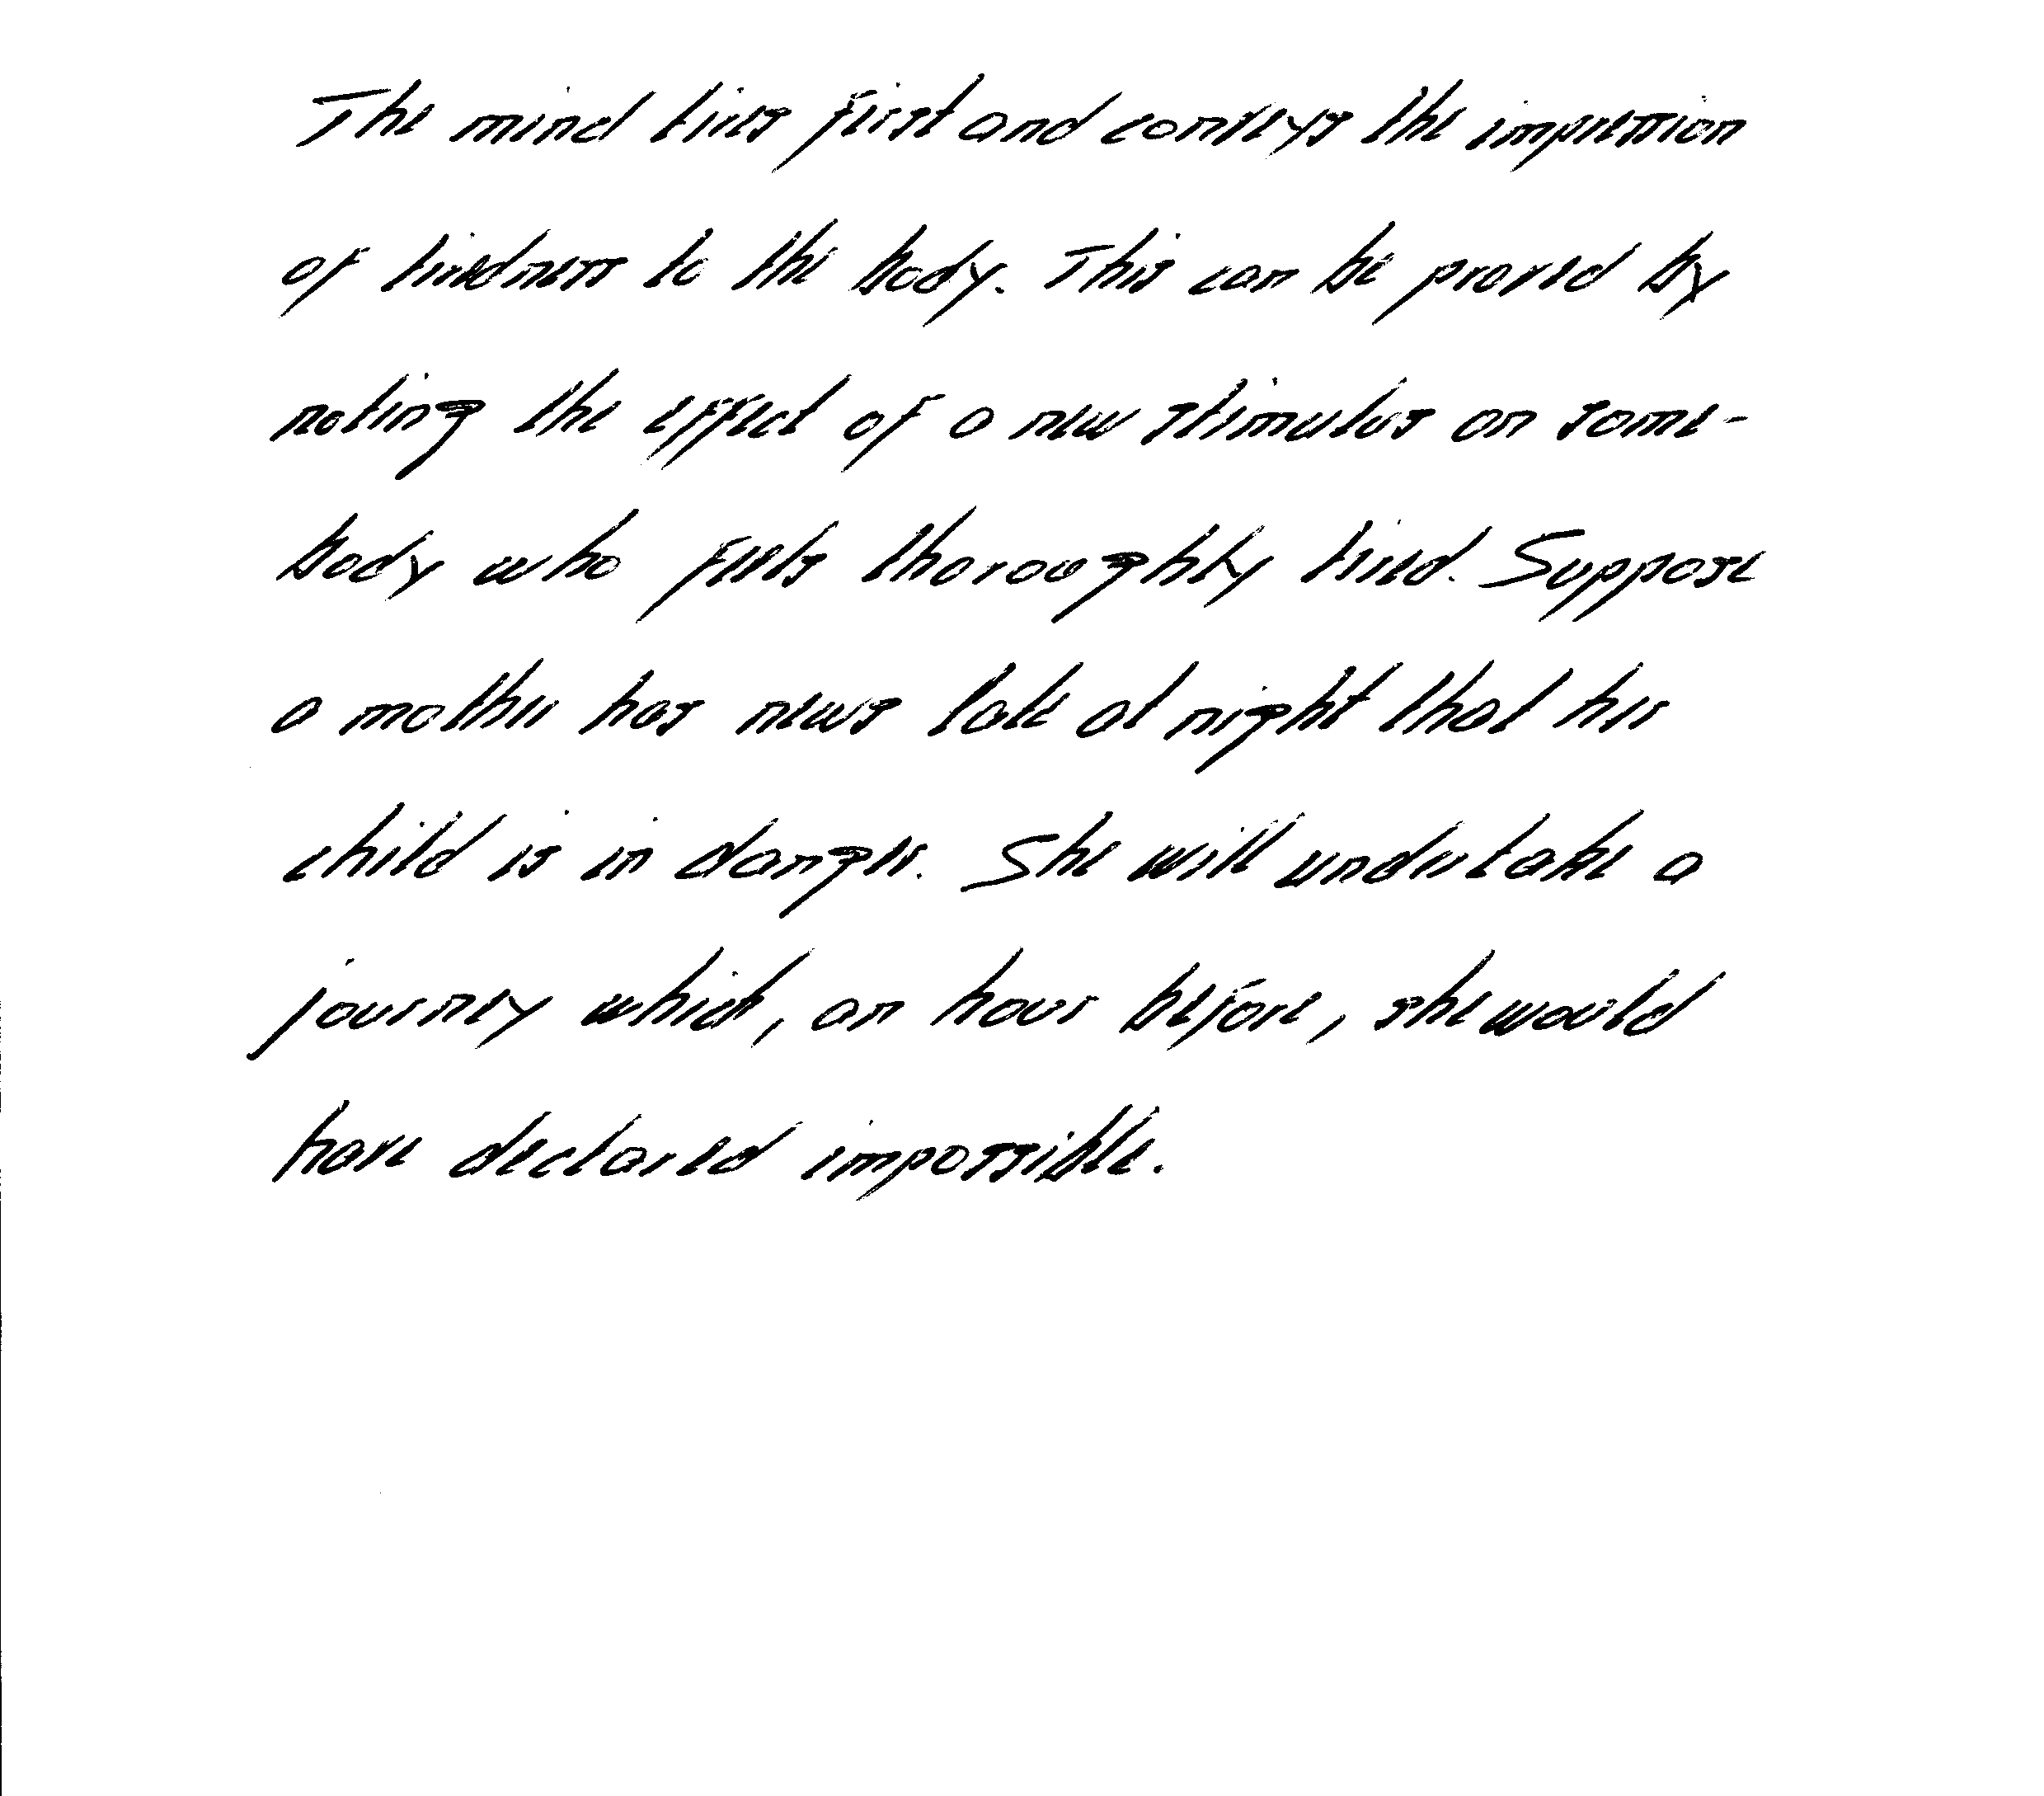 The mind tires first and conveys the impression
of tiredness to the body. This can be proved by
noting the effect of a new stimulus on some-
body who feels thoroughly tired. Suppose
a mother has news late at night that her
child is in danger. She will undertake a
journey which, an hour before, she would
have declared impossible.